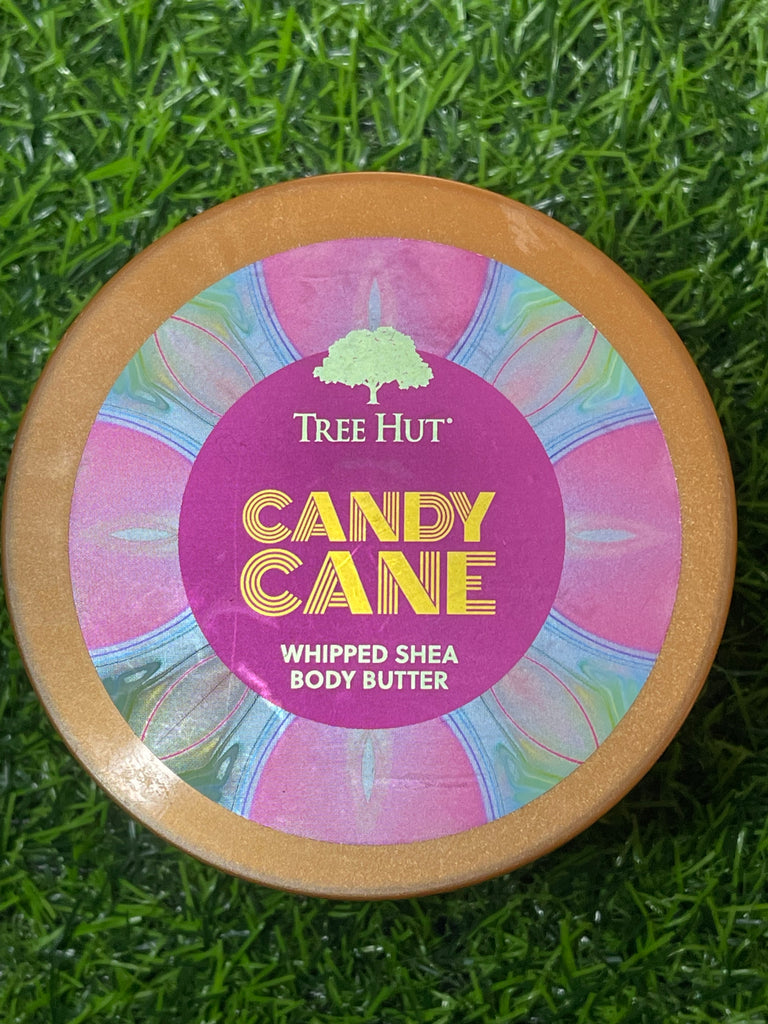 TREE HUT®
CANDY
CANE
WHIPPED SHEA
BODY BUTTER